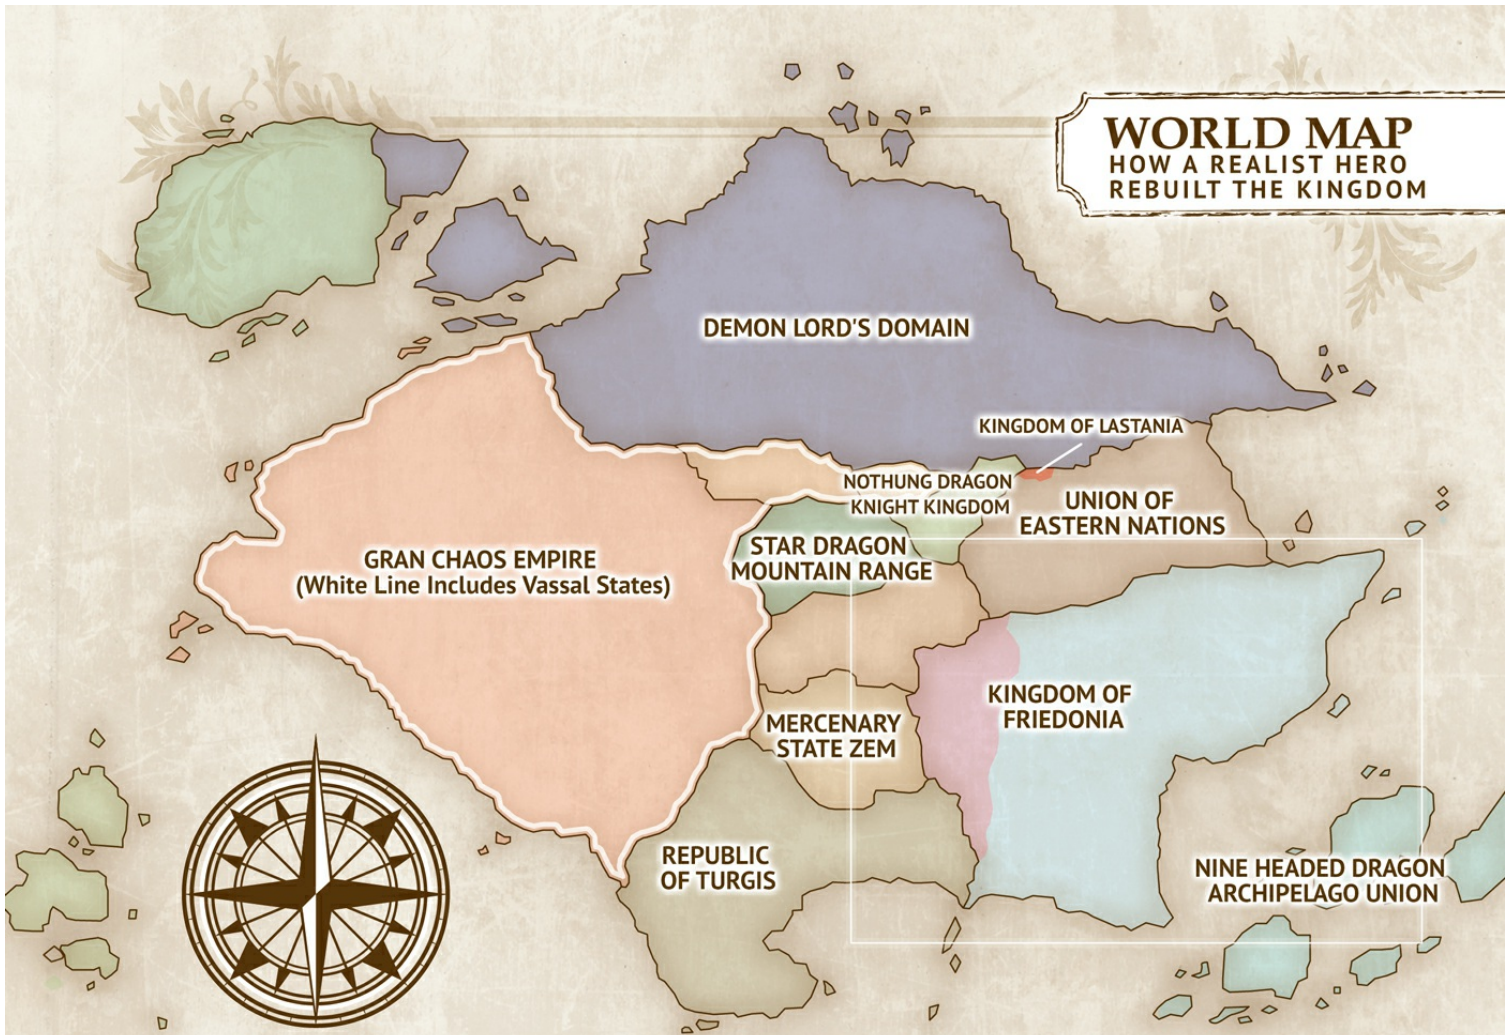 WORLD MAP
HOW A REALIST HERO
REBUILT THE KINGDOM
DEMON LORD'S DOMAIN
KINGDOM OF LASTANIA
NOTHUNG DRAGON
KNIGHT KINGDOM
UNION OF
EASTERN NATIONS
GRAN CHAOS EMPIRE
(White Line Includes Vassal States)
STAR DRAGON
MOUNTAIN RANGE
KINGDOM OF
FRIEDONIA
MERCENARY
STATE ZEM
REPUBLIC
OF TURGIS
NINE HEADED DRAGON
ARCHIPELAGO UNION